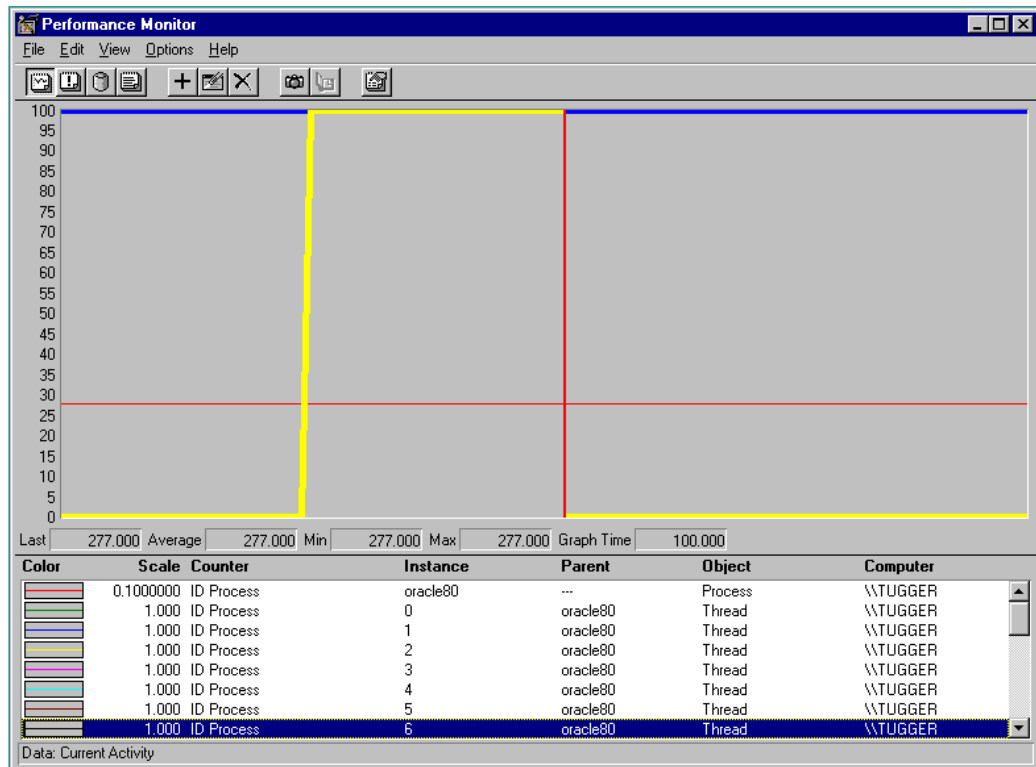 Performance Monitor
File Edit View Options Help
100
95
90
85
80
75
70
65
60
55
50
45
40
35
30
25
20
15
10
5
0
Last 277.000 Average 277.000 Min 277.000 Max 277.000 Graph Time 100.000
Color Scale Counter Instance Parent Object Computer
0.1000000 ID Process oracle80 --- Process \\TUGGER
1.000 ID Process 0 oracle80 Thread \\TUGGER
1.000 ID Process 1 oracle80 Thread \\TUGGER
1.000 ID Process 2 oracle80 Thread \\TUGGER
1.000 ID Process 3 oracle80 Thread \\TUGGER
1.000 ID Process 4 oracle80 Thread \\TUGGER
1.000 ID Process 5 oracle80 Thread \\TUGGER
1.000 ID Process 6 oracle80 Thread \\TUGGER
Data: Current Activity